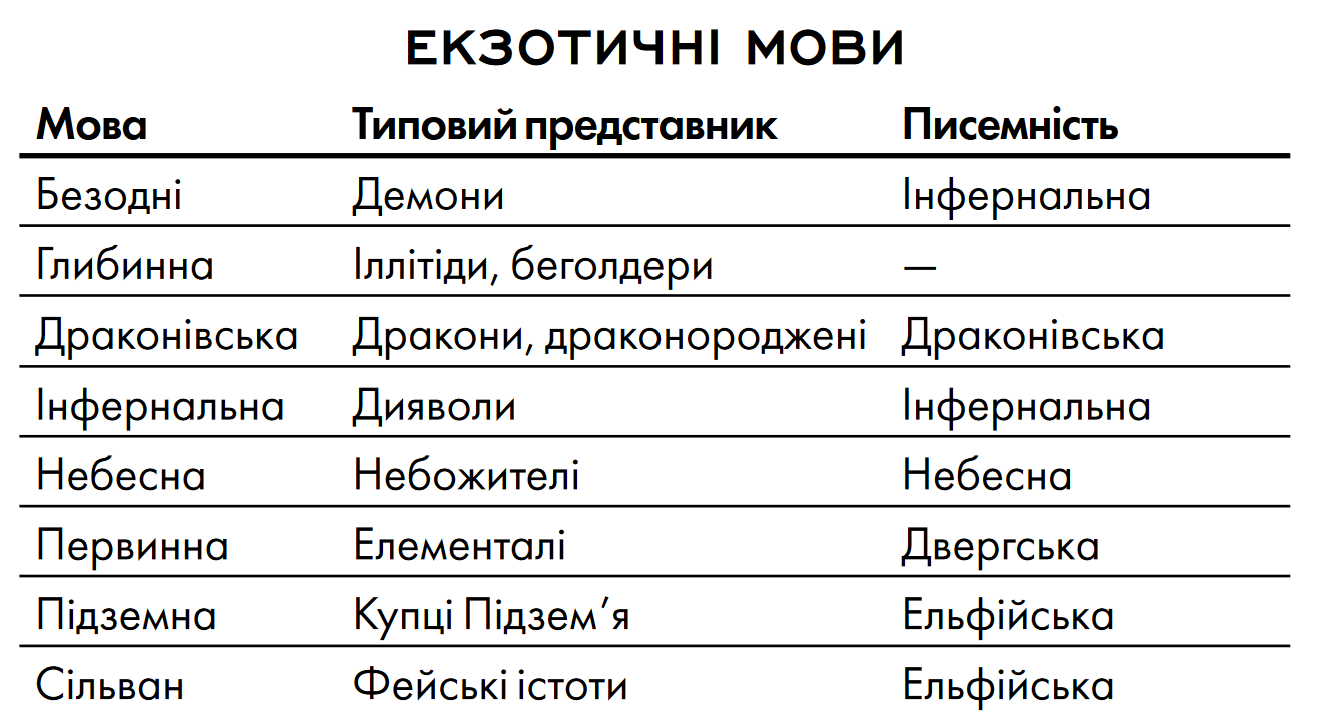 ЕКЗОТИЧНІ МОВИ
Мова Типовий представник Писемність
Безодні Демони Інфернальна
Глибинна Іллітіди, беголдери —
Драконівська Дракони, драконороджені Драконівська
Інфернальна Дияволи Інфернальна
Небесна Небожителі Небесна
Первинна Елементалі Двергська
Підземна Купці Підзем’я Ельфійська
Сільван Фейські істоти Ельфійська